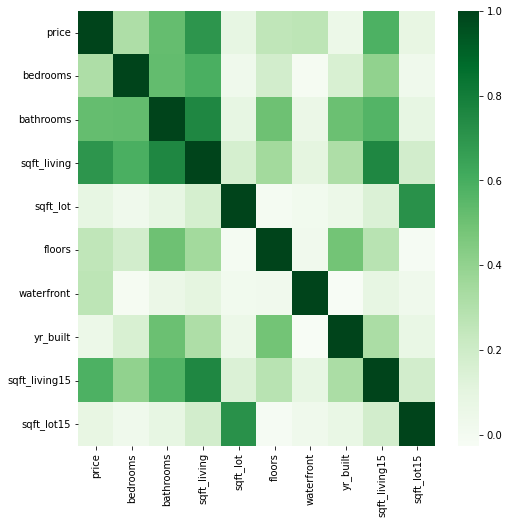 price
bedrooms
bathrooms
sqft_living
sqft_lot
floors
waterfront
yr_built
sqft_living15
sqft_lot15
price
bedrooms
bathrooms
sqft_living
sqft_lot
floors
waterfront
yr_built
sqft_living15
sqft_lot15
1.0
0.8
0.6
0.4
0.2
0.0